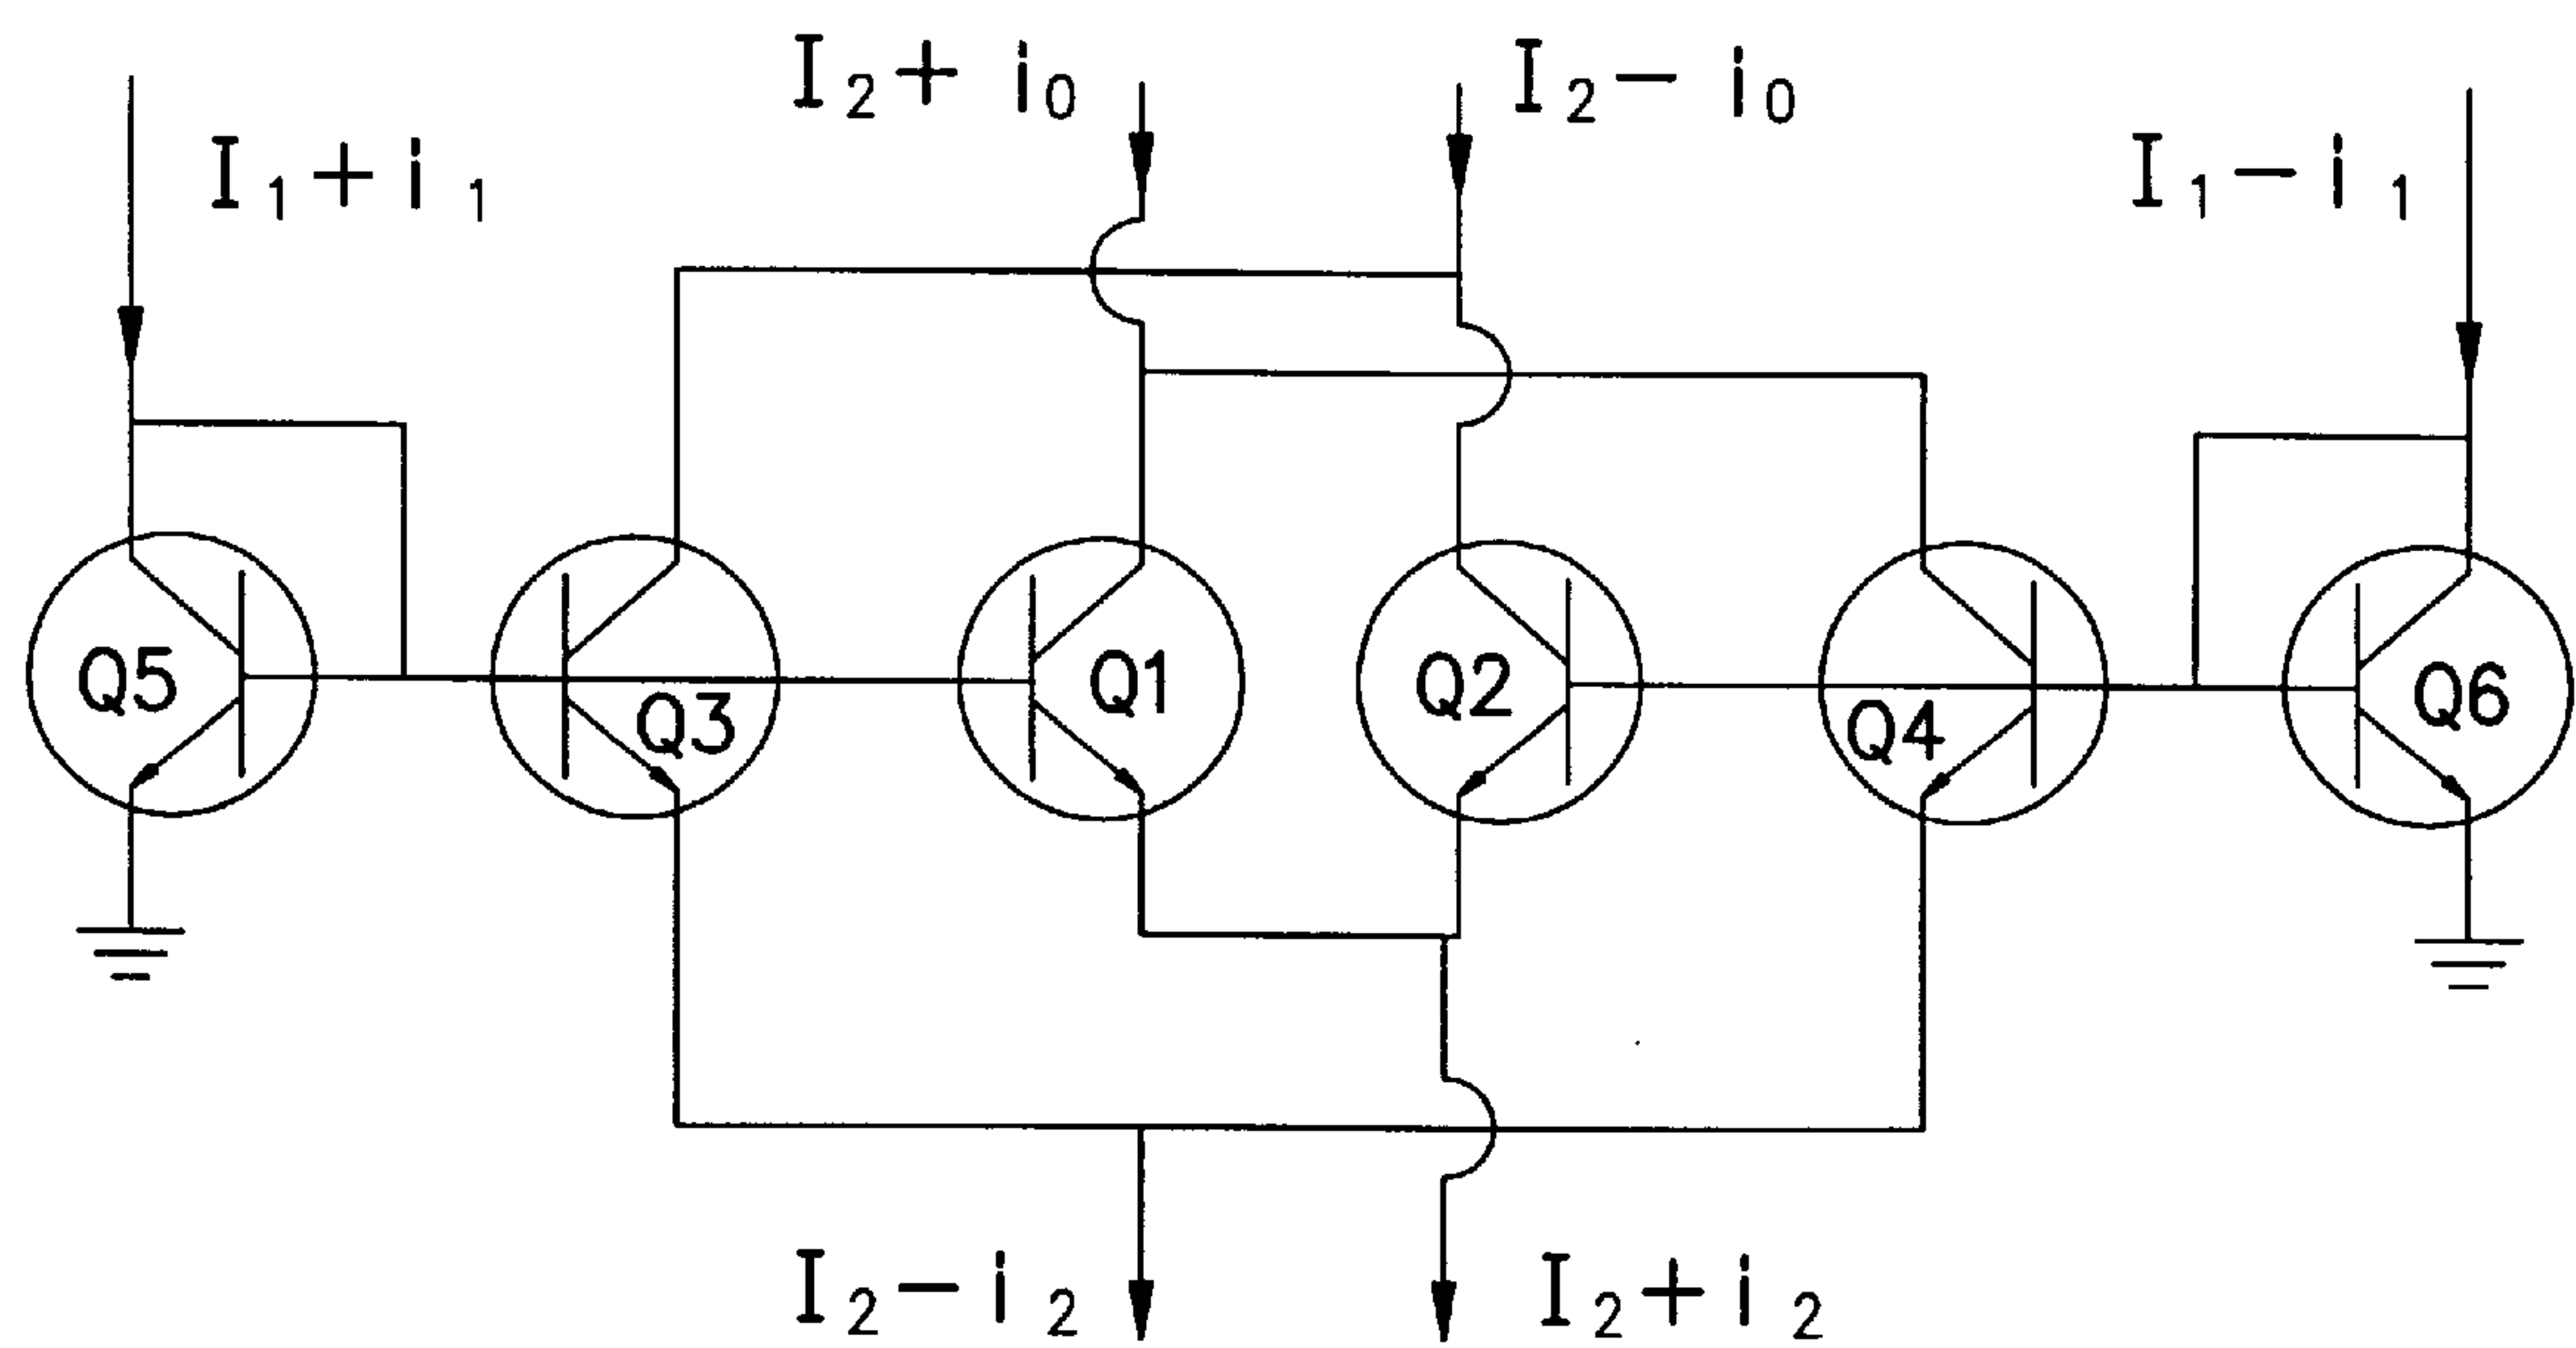 I₂+ i₀
I₂− i₀
I₁+ i₁
I₁− i₁
Q5
Q3
Q1
Q2
Q4
Q6
I₂− i₂
I₂+ i₂